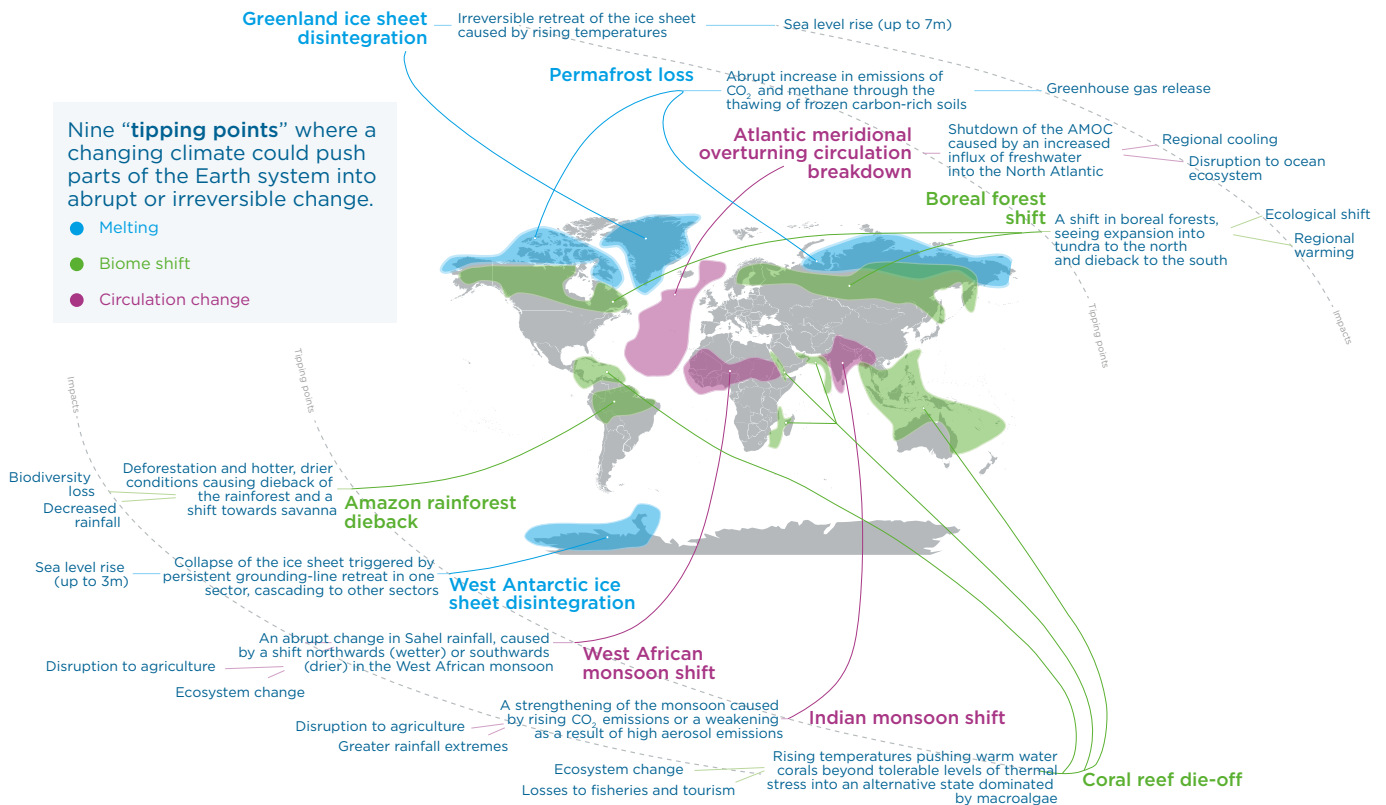 Greenland ice sheet
disintegration
Irreversible retreat of the ice sheet
caused by rising temperatures
Sea level rise (up to 7m)
Permafrost loss
Abrupt increase in emissions of
CO₂ and methane through the
thawing of frozen carbon-rich soils
Greenhouse gas release
Nine “tipping points” where a
changing climate could push
parts of the Earth system into
abrupt or irreversible change.
Melting
Biome shift
Circulation change
Atlantic meridional
overturning circulation
breakdown
Shutdown of the AMOC
caused by an increased
influx of freshwater
into the North Atlantic
Regional cooling
Disruption to ocean
ecosystem
Boreal forest
shift
A shift in boreal forests,
seeing expansion into
tundra to the north
and dieback to the south
Ecological shift
Regional
warming
Tipping points
Impacts
Impacts
Tipping points
Biodiversity
loss
Decreased
rainfall
Deforestation and hotter, drier
conditions causing dieback of
the rainforest and a
shift towards savanna
Amazon rainforest
dieback
Sea level rise
(up to 3m)
Collapse of the ice sheet triggered by
persistent grounding-line retreat in one
sector, cascading to other sectors
West Antarctic ice
sheet disintegration
An abrupt change in Sahel rainfall, caused
by a shift northwards (wetter) or southwards
(drier) in the West African monsoon
Disruption to agriculture
Ecosystem change
West African
monsoon shift
A strengthening of the monsoon caused
by rising CO₂ emissions or a weakening
as a result of high aerosol emissions
Disruption to agriculture
Greater rainfall extremes
Indian monsoon shift
Rising temperatures pushing warm water
corals beyond tolerable levels of thermal
stress into an alternative state dominated
by macroalgae
Ecosystem change
Losses to fisheries and tourism
Coral reef die-off